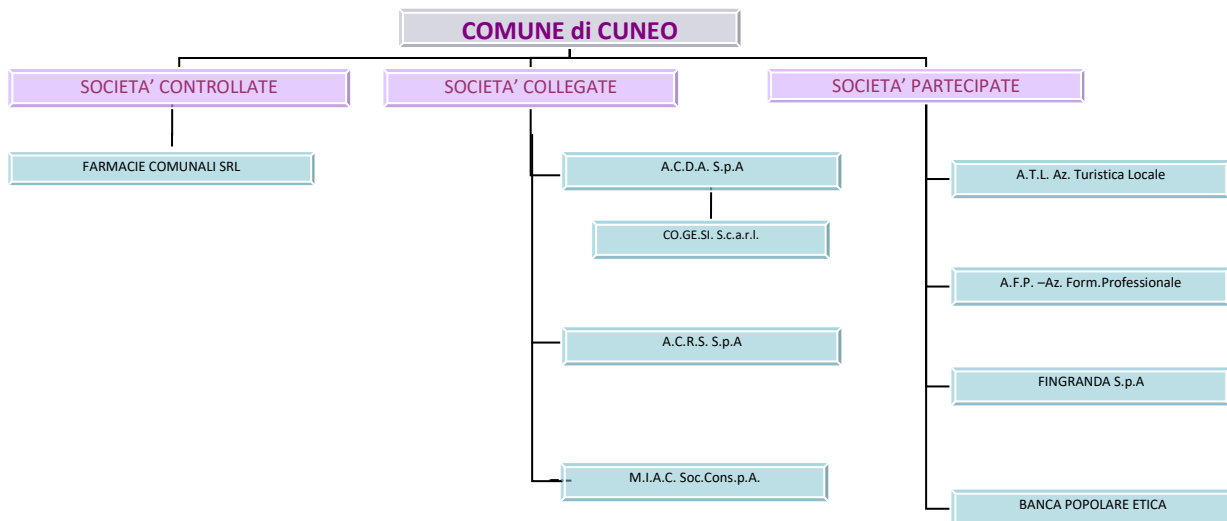 COMUNE di CUNEO
SOCIETA’ CONTROLLATE
SOCIETA’ COLLEGATE
SOCIETA’ PARTECIPATE
FARMACIE COMUNALI SRL
A.C.D.A. S.p.A
A.T.L. Az. Turistica Locale
CO.GE.SI. S.c.a.r.l.
A.F.P. –Az. Form.Professionale
A.C.R.S. S.p.A
FINGRANDA S.p.A
M.I.A.C. Soc.Cons.p.A.
BANCA POPOLARE ETICA